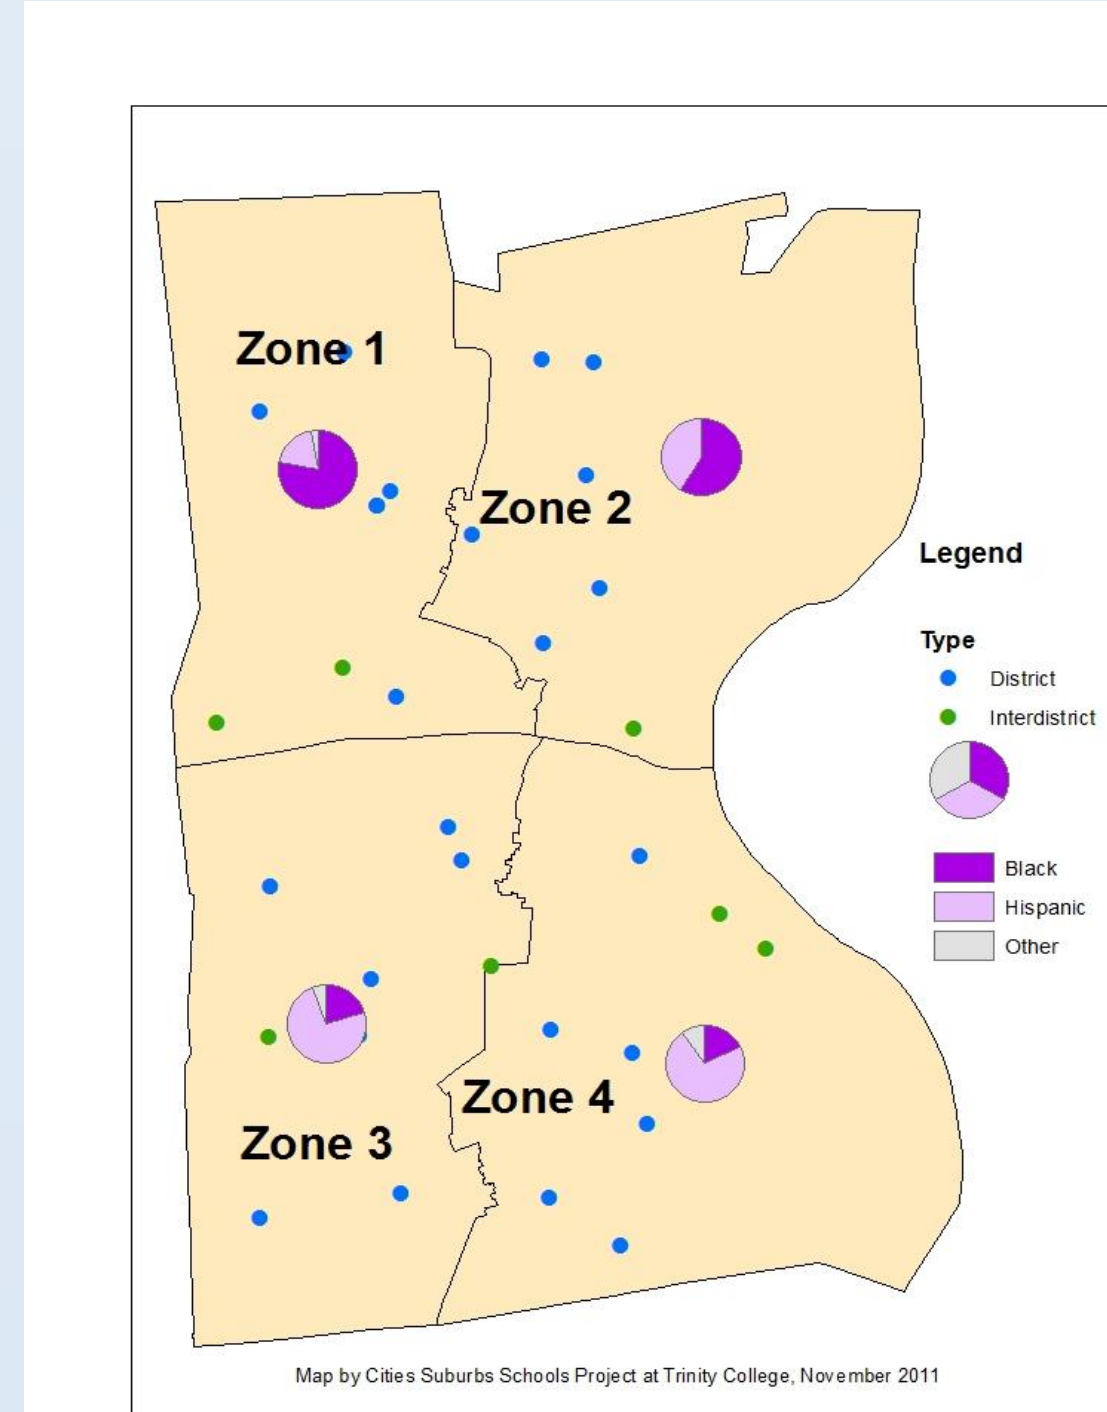 Zone 1
Zone 2
Legend
Type
District
Interdistrict
Black
Hispanic
Other
Zone 4
Zone 3
Map by Cities Suburbs Schools Project at Trinity College, November 2011